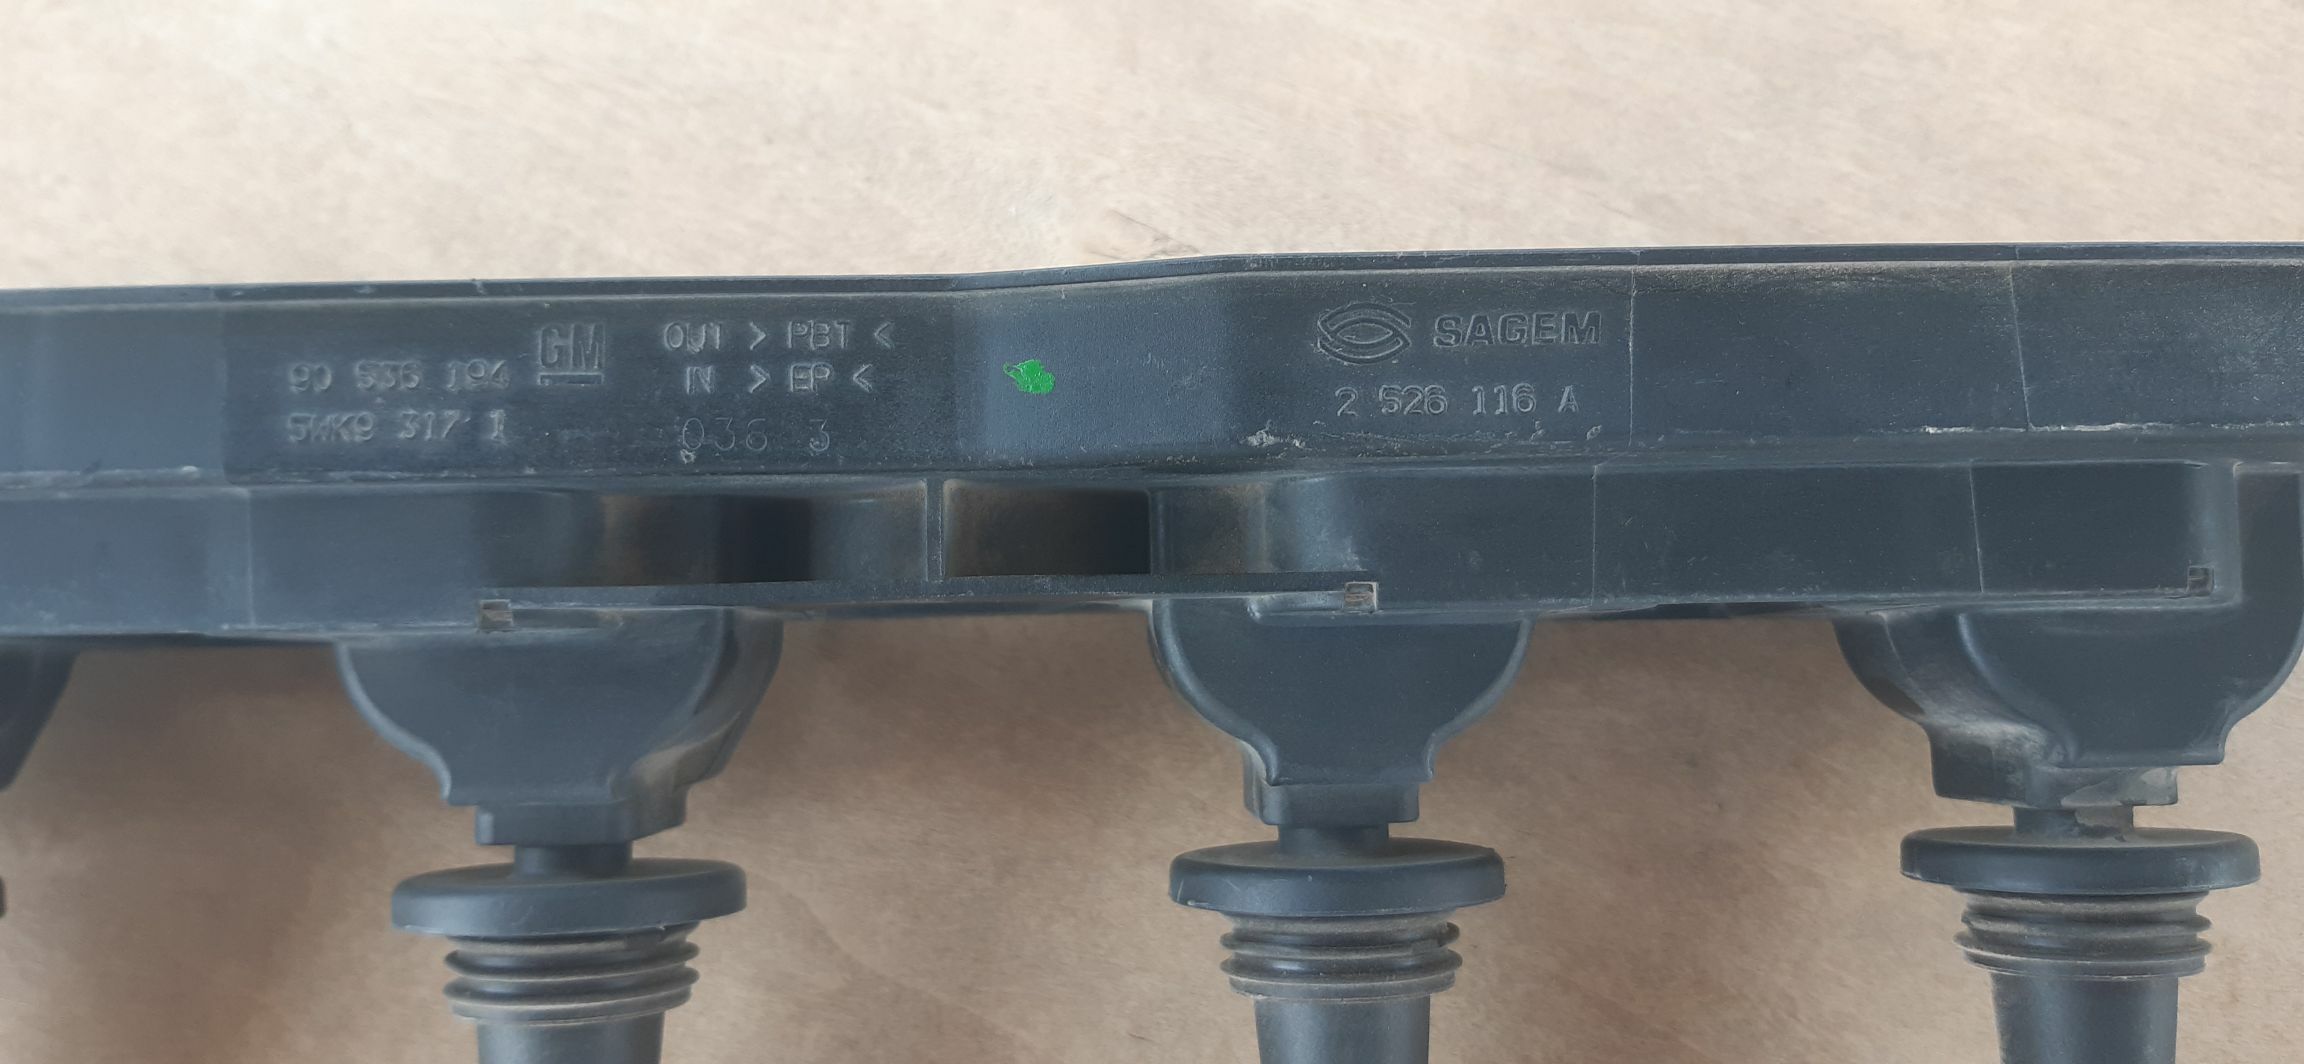 90 536 194
GM
OUT > PBT <
IN > EP <
5WK9 317 1
036 3
SAGEM
2 526 116 A